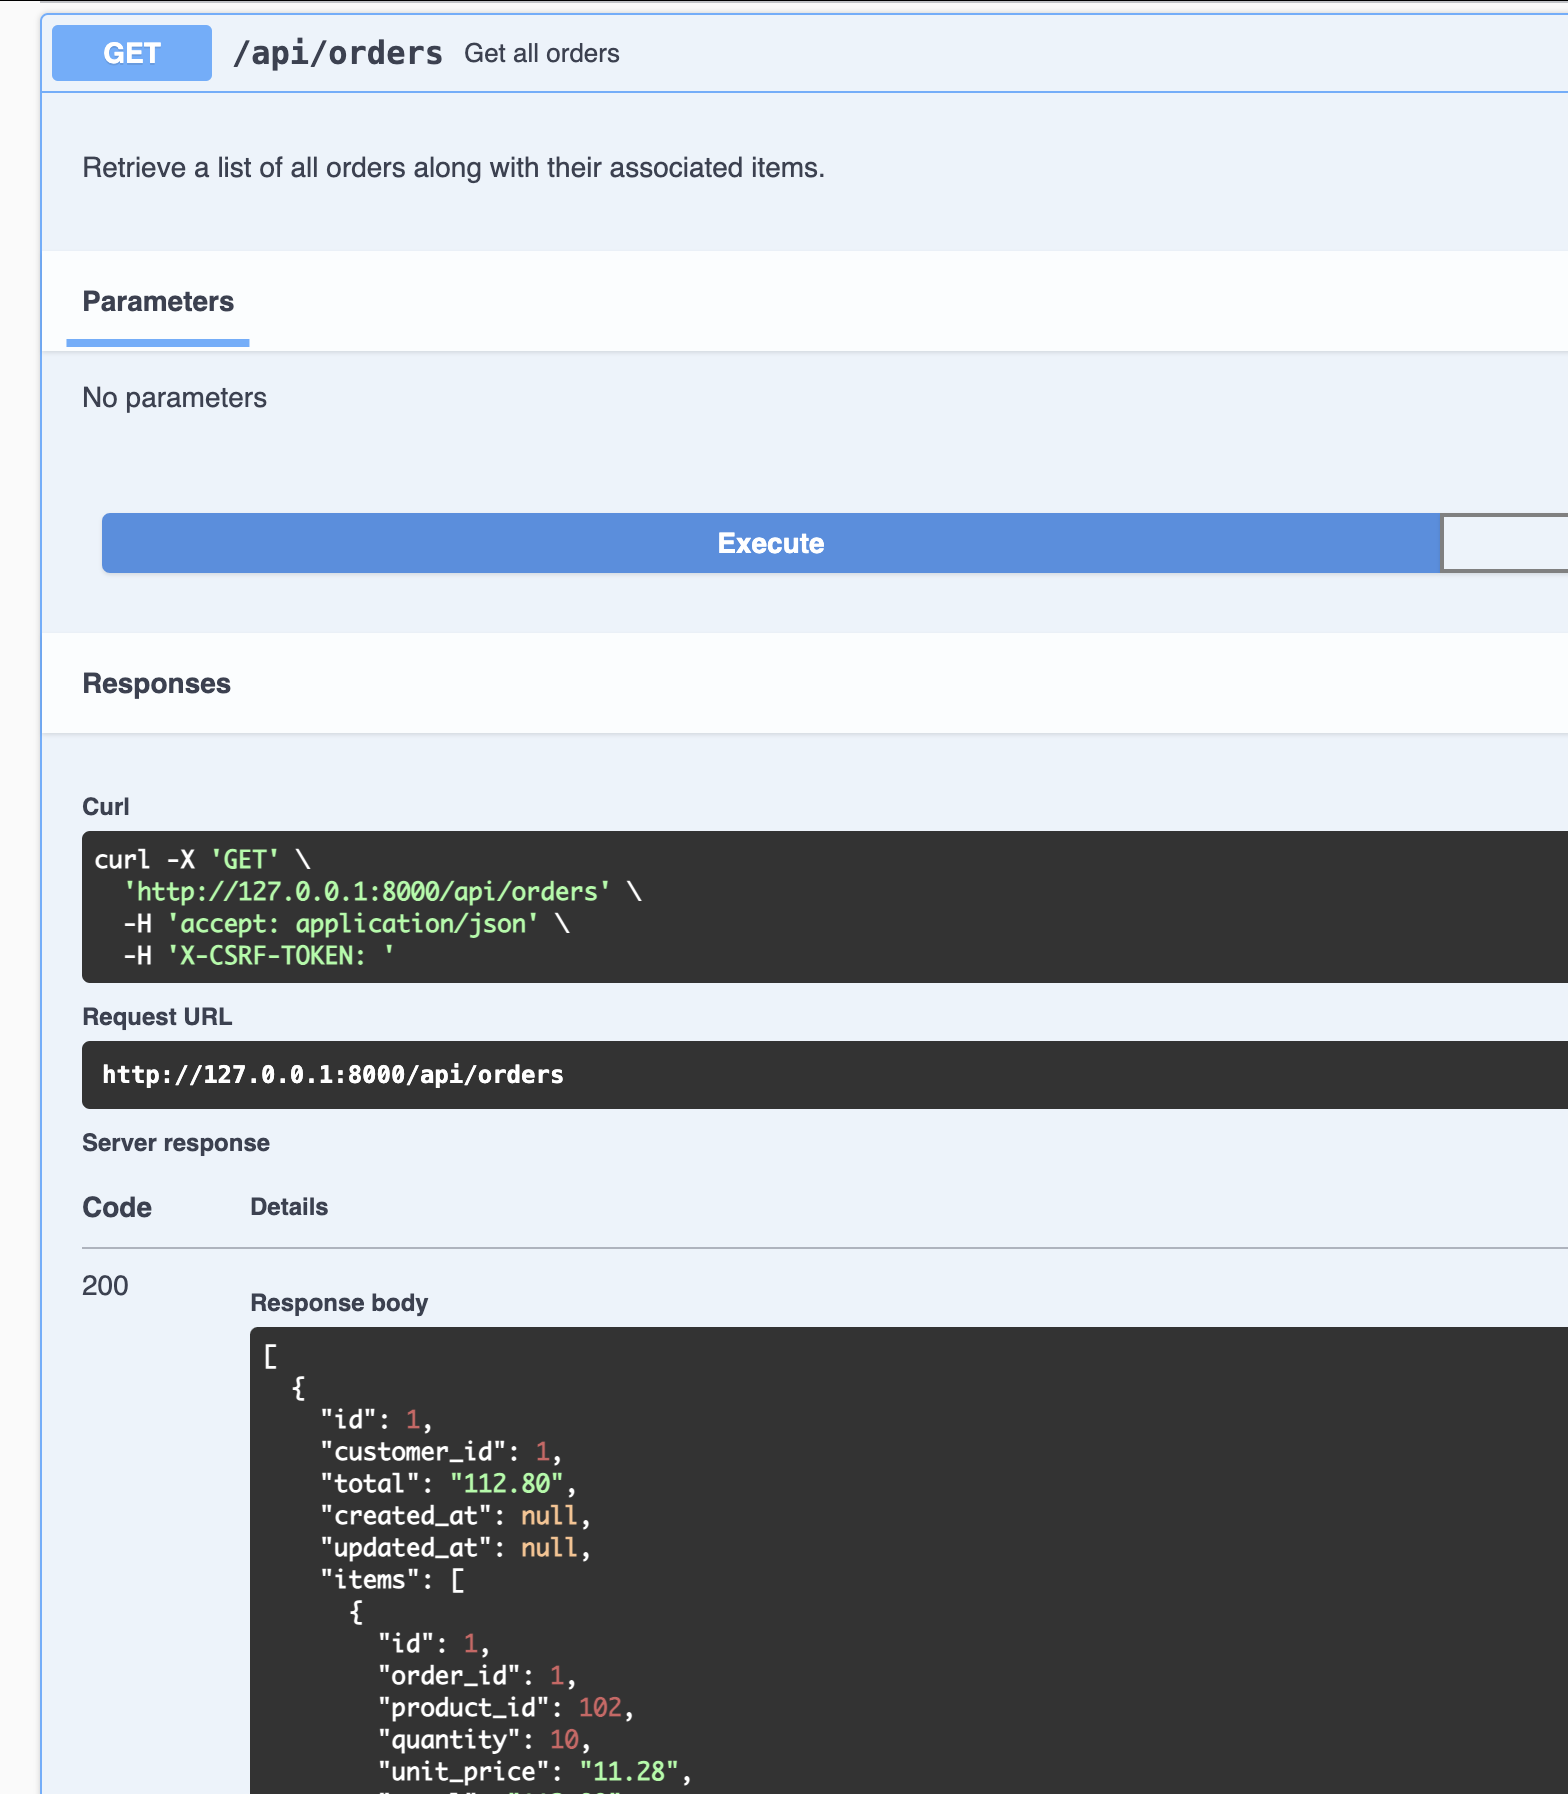 GET /api/orders Get all orders
Retrieve a list of all orders along with their associated items.
Parameters
No parameters
Execute
Responses
Curl
curl -X 'GET' \
  'http://127.0.0.1:8000/api/orders' \
  -H 'accept: application/json' \
  -H 'X-CSRF-TOKEN: '
Request URL
http://127.0.0.1:8000/api/orders
Server response
Code Details
200
Response body
[
  {
    "id": 1,
    "customer_id": 1,
    "total": "112.80",
    "created_at": null,
    "updated_at": null,
    "items": [
      {
        "id": 1,
        "order_id": 1,
        "product_id": 102,
        "quantity": 10,
        "unit_price": "11.28",